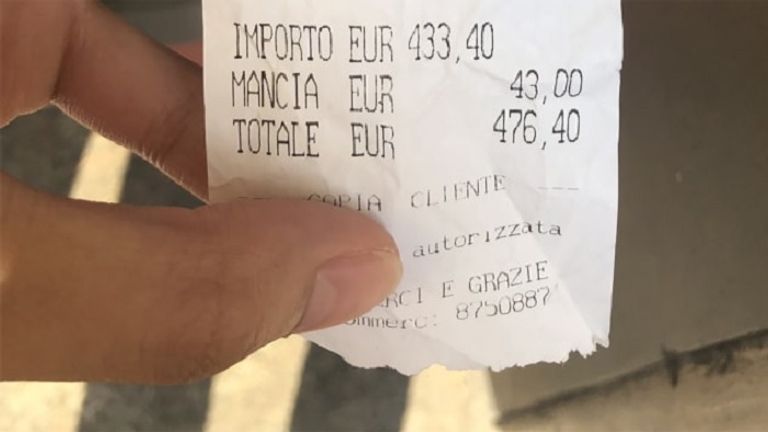 IMPORTO EUR 433,40
MANCIA EUR 43,00
TOTALE EUR 476,40
COPIA CLIENTE ---
autorizzata
E GRAZIE
8750887